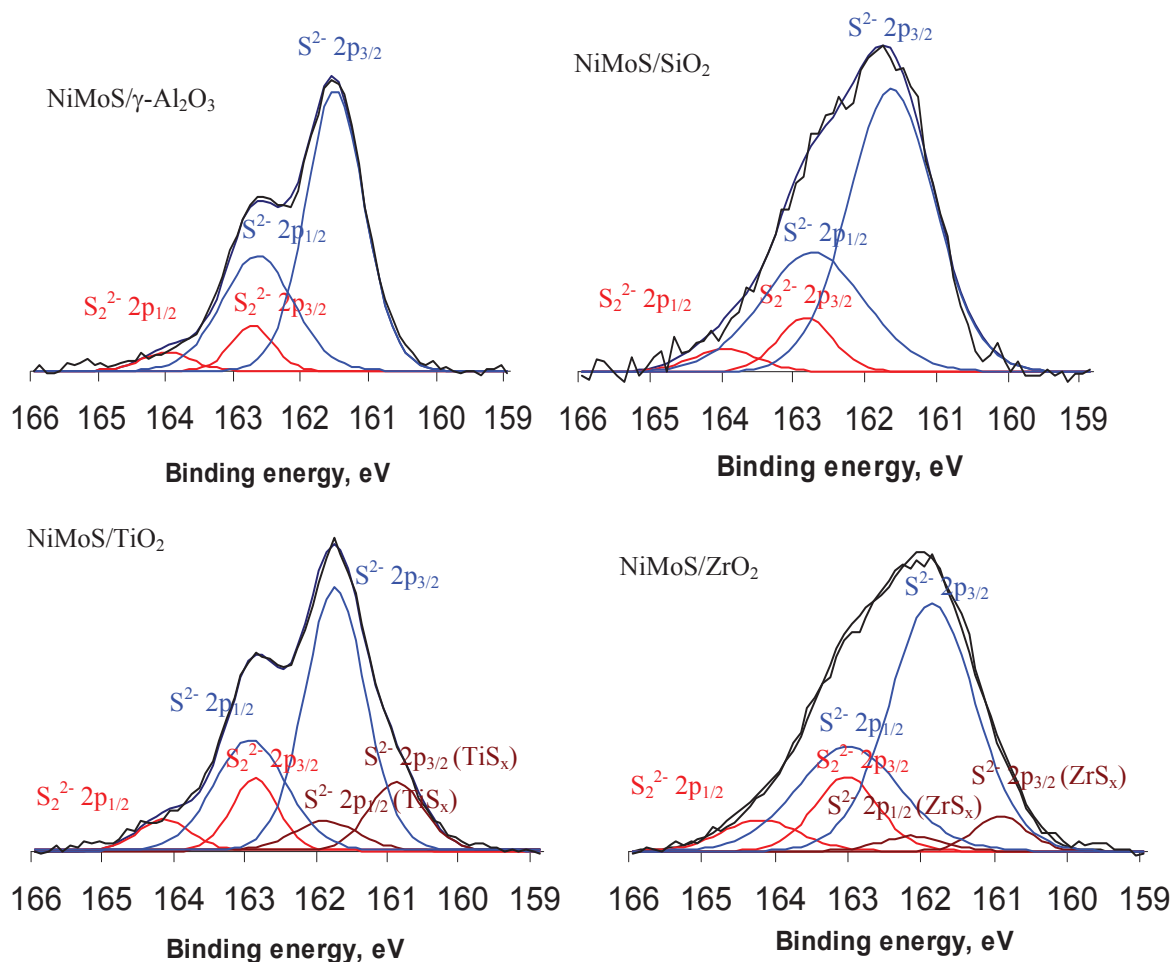 S²⁻ 2p₃/₂
NiMoS/γ-Al₂O₃
S²⁻ 2p₁/₂
S₂²⁻ 2p₁/₂
S₂²⁻ 2p₃/₂
166 165 164 163 162 161 160 159
Binding energy, eV
S²⁻ 2p₃/₂
NiMoS/SiO₂
S²⁻ 2p₁/₂
S₂²⁻ 2p₁/₂
S₂²⁻ 2p₃/₂
166 165 164 163 162 161 160 159
Binding energy, eV
NiMoS/TiO₂
S²⁻ 2p₃/₂
S²⁻ 2p₁/₂
S₂²⁻ 2p₃/₂
S²⁻ 2p₃/₂ (TiS\u2093)
S₂²⁻ 2p₁/₂
S²⁻ 2p₁/₂ (TiSₓ)
166 165 164 163 162 161 160 159
Binding energy, eV
NiMoS/ZrO₂
S²⁻ 2p₃/₂
S²⁻ 2p₁/₂
S₂²⁻ 2p₃/₂
S²⁻ 2p₃/₂ (ZrSₓ)
S₂²⁻ 2p₁/₂
S²⁻ 2p₁/₂ (ZrSₓ)
166 165 164 163 162 161 160 159
Binding energy, eV